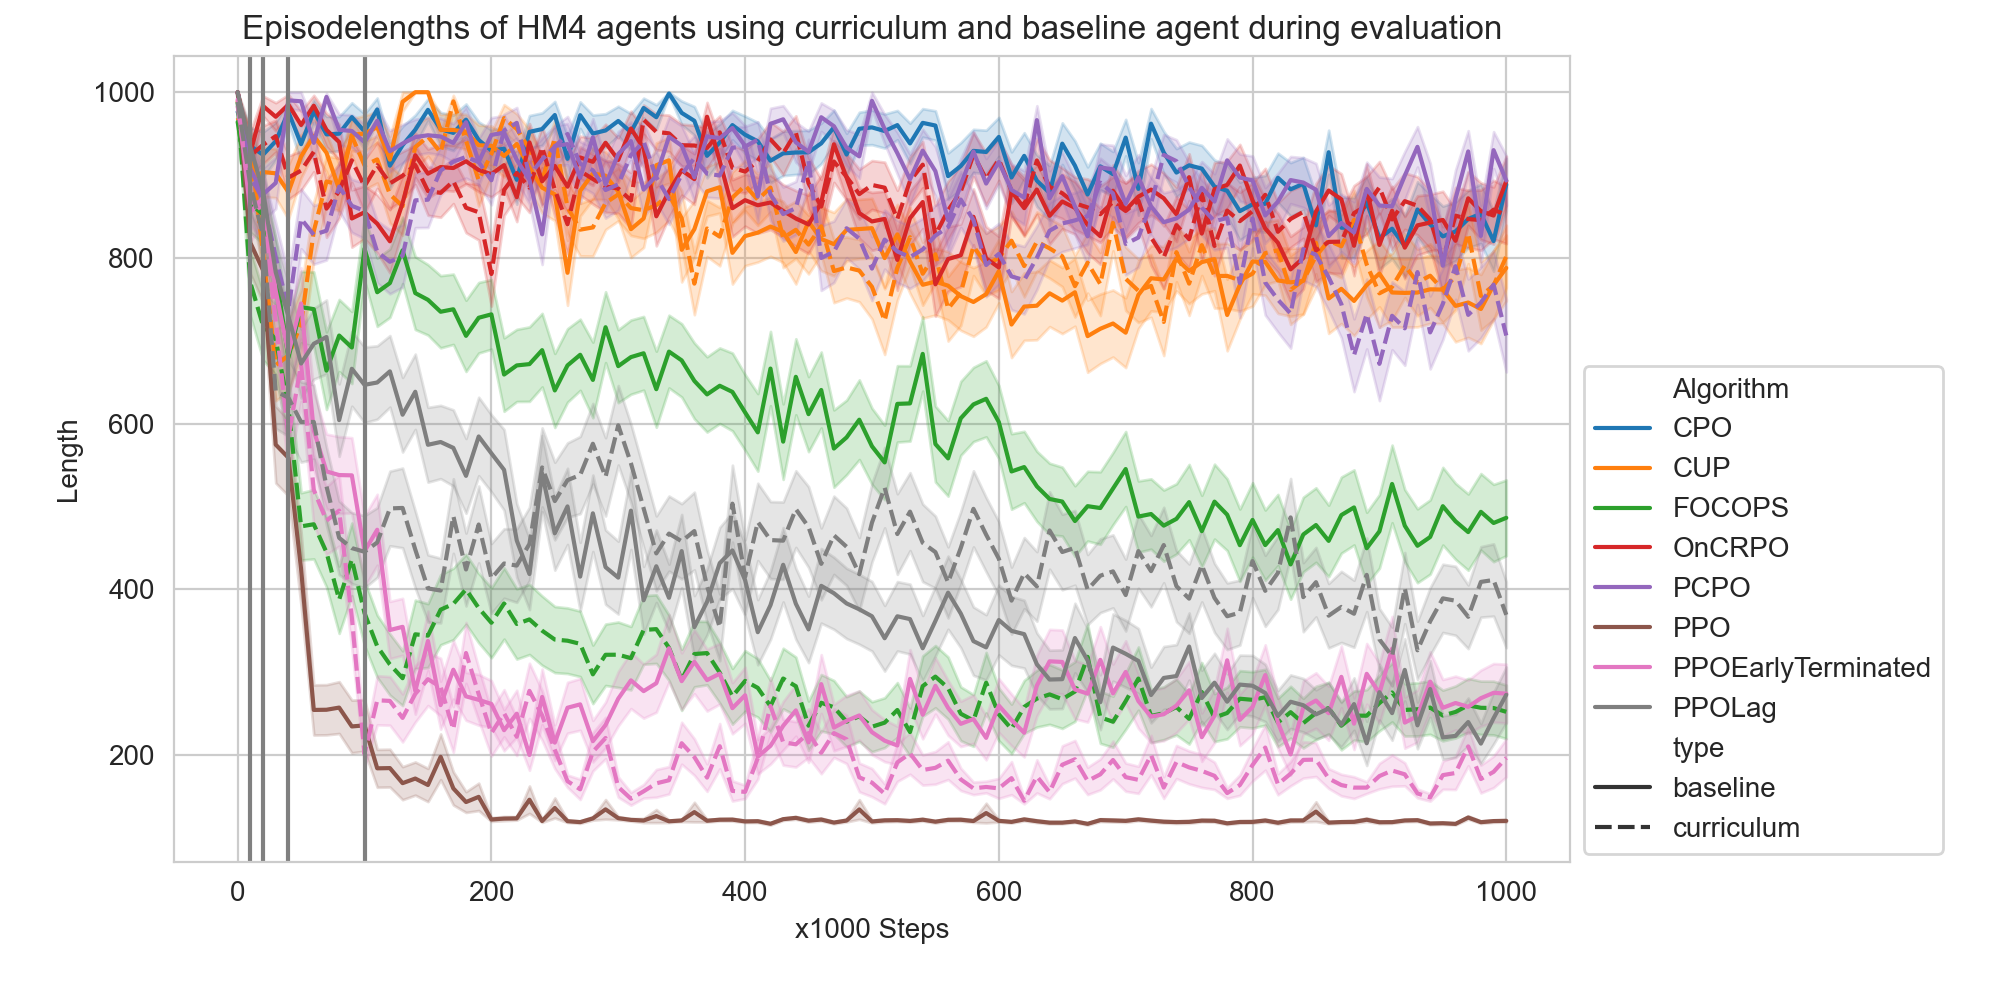 Episodelengths of HM4 agents using curriculum and baseline agent during evaluation
1000
800
600
400
200
Length
0
200
400
600
800
1000
x1000 Steps
Algorithm
CPO
CUP
FOCOPS
OnCRPO
PCPO
PPO
PPOEarlyTerminated
PPOLag
type
baseline
curriculum